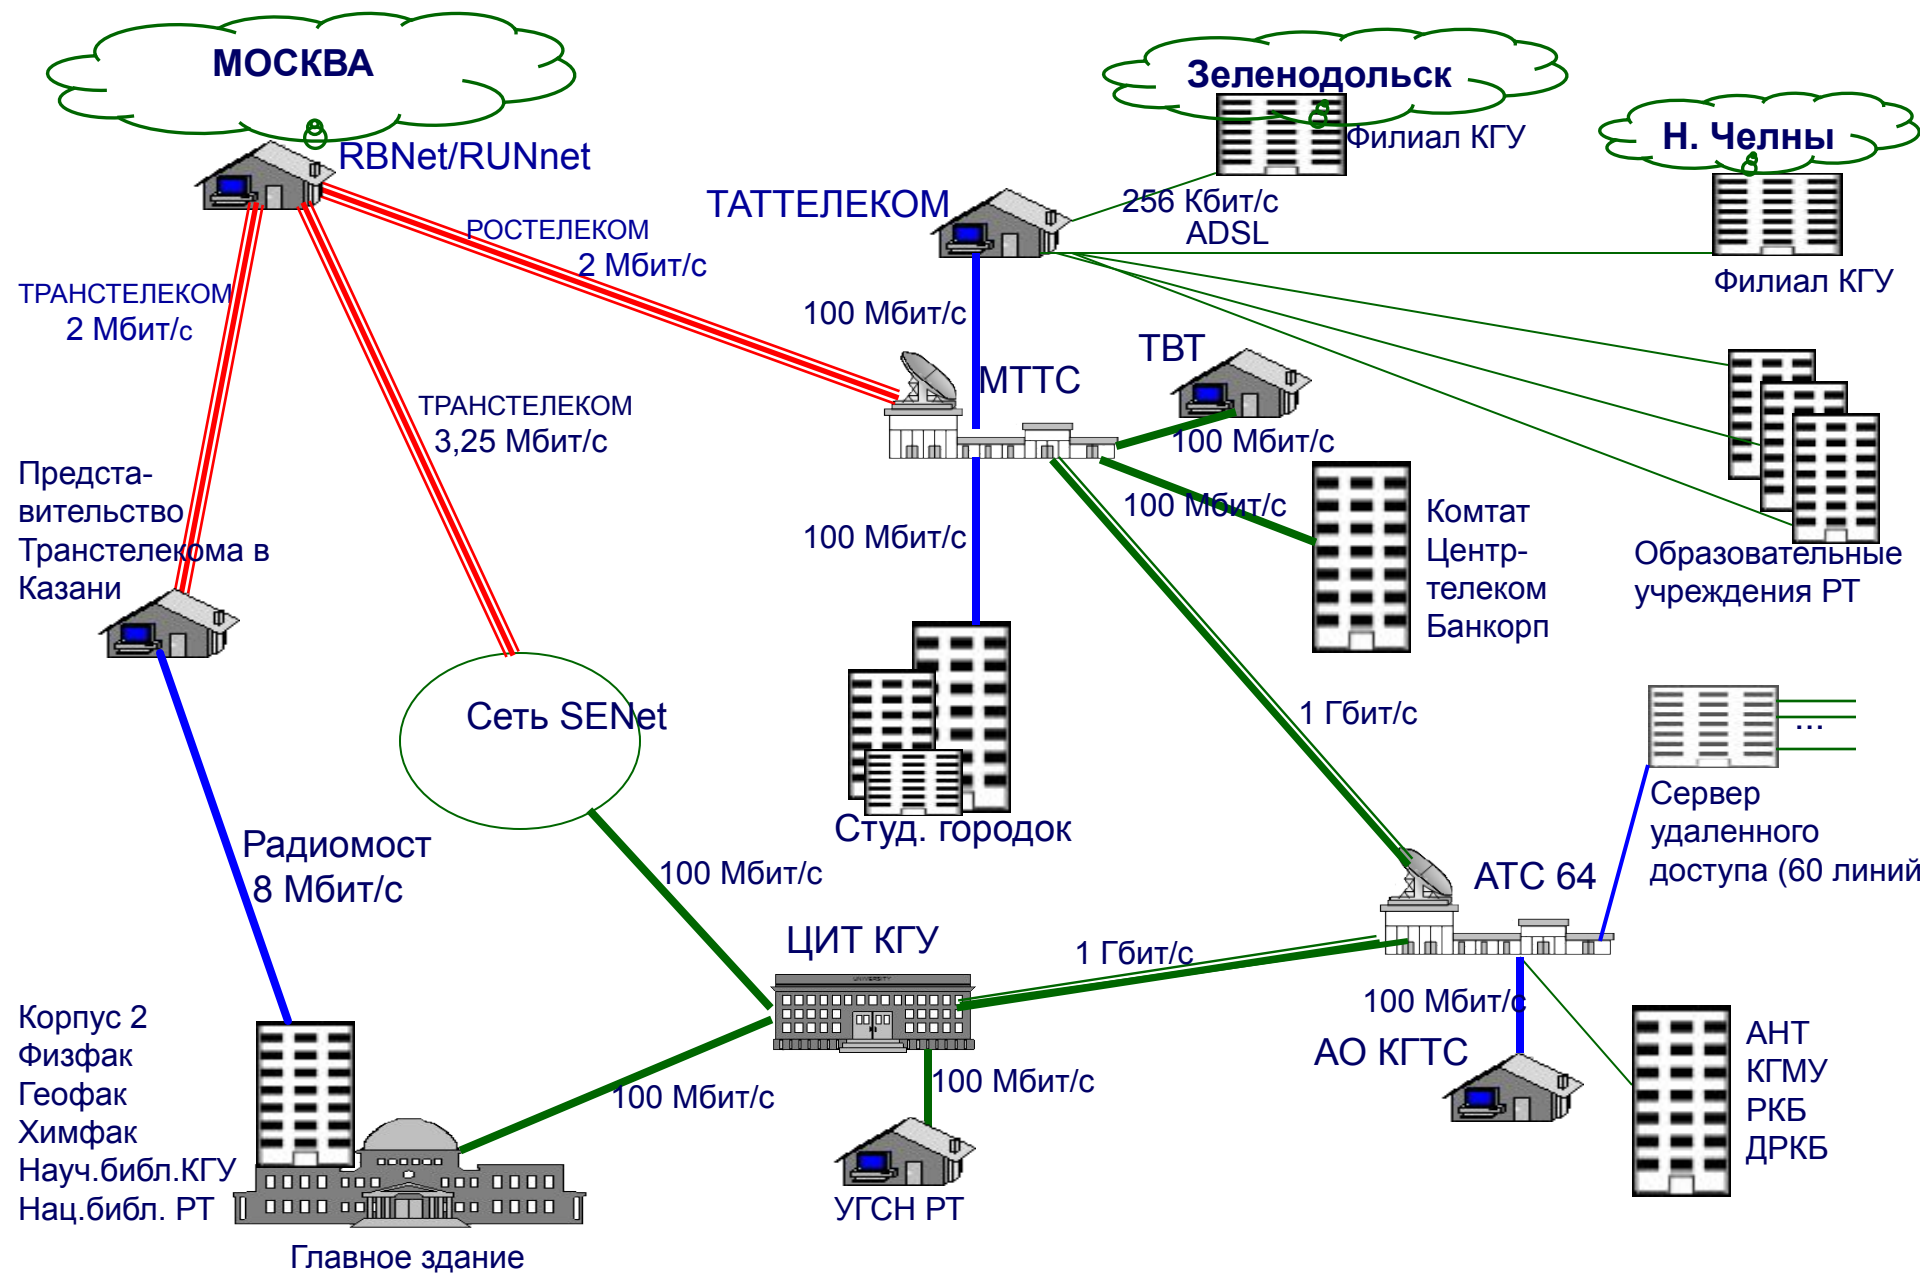 МОСКВА
Зеленодольск
Филиал КГУ
Н. Челны
Филиал КГУ
RBNet/RUNnet
ТАТТЕЛЕКОМ
256 Кбит/с
ADSL
РОСТЕЛЕКОМ
2 Мбит/с
ТРАНСТЕЛЕКОМ
2 Мбит/с
100 Мбит/с
МТТС
ТВТ
100 Мбит/с
ТРАНСТЕЛЕКОМ
3,25 Мбит/с
Предста-
вительство
Транстелекома в
Казани
100 Мбит/с
100 Мбит/с
Комтат
Центр-
телеком
Банкорп
Образовательные
учреждения РТ
Сеть SENet
1 Гбит/с
...
Сервер
удаленного
доступа (60 линий
Студ. городок
Радиомост
8 Мбит/с
100 Мбит/с
АТС 64
ЦИТ КГУ
1 Гбит/с
UNIVERSITY
100 Мбит/с
АО КГТС
АНТ
КГМУ
РКБ
ДРКБ
Корпус 2
Физфак
Геофак
Химфак
Науч.библ.КГУ
Нац.библ. РТ
100 Мбит/с
100 Мбит/с
УГСН РТ
Главное здание